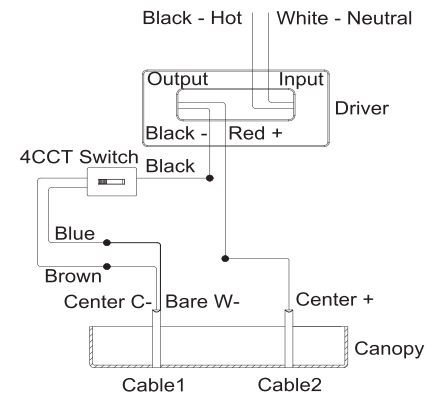 Black - Hot White - Neutral
Output Input
Driver
Black - Red +
4CCT Switch
Black
Blue
Brown
Center C- Bare W- Center +
Canopy
Cable1 Cable2